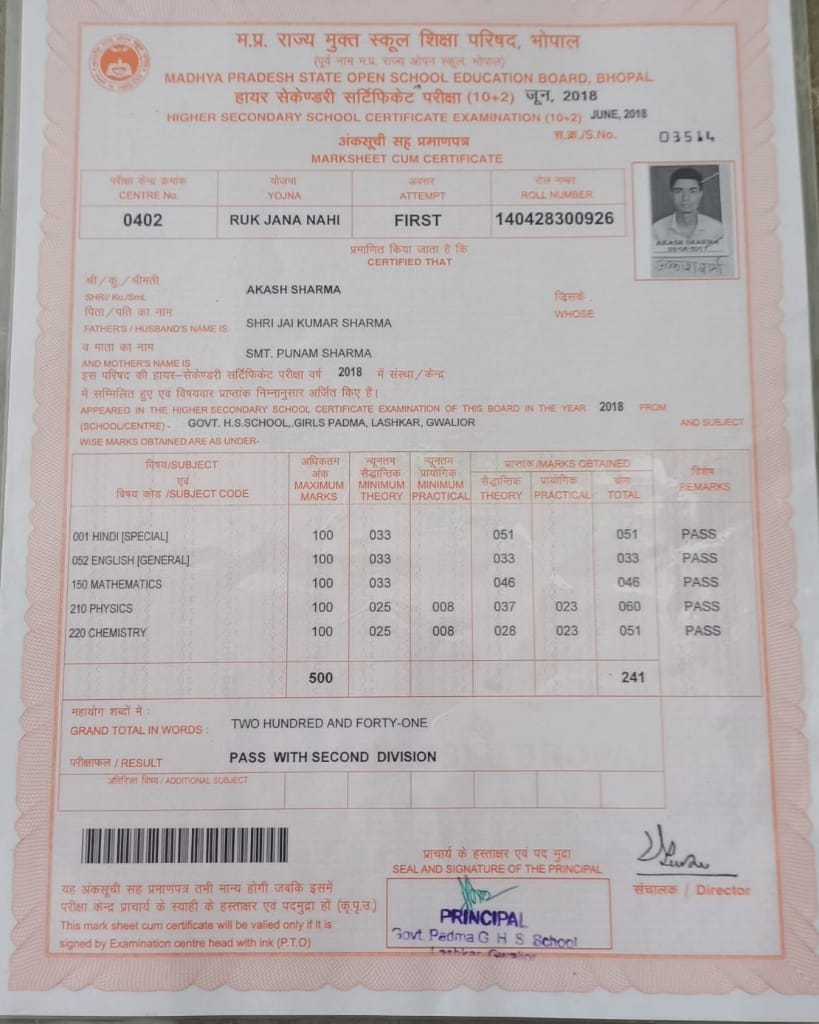 म.प्र. राज्य मुक्त स्कूल शिक्षा परिषद, भोपाल
(पूर्व नाम म.प्र. राज्य ओपन स्कूल, भोपाल)
MADHYA PRADESH STATE OPEN SCHOOL EDUCATION BOARD, BHOPAL
हायर सेकेण्डरी सर्टिफिकेट परीक्षा (10+2) जून, 2018
HIGHER SECONDARY SCHOOL CERTIFICATE EXAMINATION (10+2) JUNE, 2018
अंकसूची सह प्रमाणपत्र स.क्र./S.No. 03514
MARKSHEET CUM CERTIFICATE
परीक्षा केन्द्र क्रमांक योजना अवसर रोल नम्बर
CENTRE No. YOJNA ATTEMPT ROLL NUMBER
0402 RUK JANA NAHI FIRST 140428300926
AKASH SHARMA
प्रमाणित किया जाता है कि
CERTIFIED THAT
श्री/कु./श्रीमती
SHRI/ Ku./Smt. AKASH SHARMA जिसके
पिता/पति का नाम WHOSE
FATHER'S / HUSBAND'S NAME IS SHRI JAI KUMAR SHARMA
व माता का नाम
AND MOTHER'S NAME IS SMT. PUNAM SHARMA
इस परिषद की हायर-सेकेण्डरी सर्टिफिकेट परीक्षा वर्ष 2018 में संस्था/केन्द्र
में सम्मिलित हुए एवं विषयवार प्राप्तांक निम्नानुसार अर्जित किए है।
APPEARED IN THE HIGHER SECONDARY SCHOOL CERTIFICATE EXAMINATION OF THIS BOARD IN THE YEAR 2018 FROM
(SCHOOL/CENTRE) - GOVT. H.S.SCHOOL,,GIRLS PADMA, LASHKAR, GWALIOR AND SUBJECT
WISE MARKS OBTAINED ARE AS UNDER-
विषय/SUBJECT अधिकतम न्यूनतम न्यूनतम प्राप्तांक/MARKS OBTAINED विशेष
एवं अंक सैद्धान्तिक प्रायोगिक सैद्धान्तिक प्रायोगिक योग REMARKS
विषय कोड /SUBJECT CODE MAXIMUM MARKS MINIMUM THEORY MINIMUM PRACTICAL THEORY PRACTICAL TOTAL
001 HINDI [SPECIAL] 100 033 051 051 PASS
052 ENGLISH [GENERAL] 100 033 033 033 PASS
150 MATHEMATICS 100 033 046 046 PASS
210 PHYSICS 100 025 008 037 023 060 PASS
220 CHEMISTRY 100 025 008 028 023 051 PASS
500 241
महायोग शब्दों में :
GRAND TOTAL IN WORDS : TWO HUNDRED AND FORTY-ONE
परीक्षाफल / RESULT PASS WITH SECOND DIVISION
अतिरिक्त विषय / ADDITIONAL SUBJECT
प्राचार्य के हस्ताक्षर एवं पद मुद्रा
SEAL AND SIGNATURE OF THE PRINCIPAL
संचालक / Director
यह अंकसूची सह प्रमाणपत्र तभी मान्य होगी जबकि इसमें
परीक्षा केन्द्र प्राचार्य के स्याही के हस्ताक्षर एवं पदमुद्रा हों (कृ.पृ.उ.)
This mark sheet cum certificate will be valied only if it is
signed by Examination centre head with ink (P.T.O)
PRINCIPAL
Govt. Padma G H S School
Lashkar Gwalior